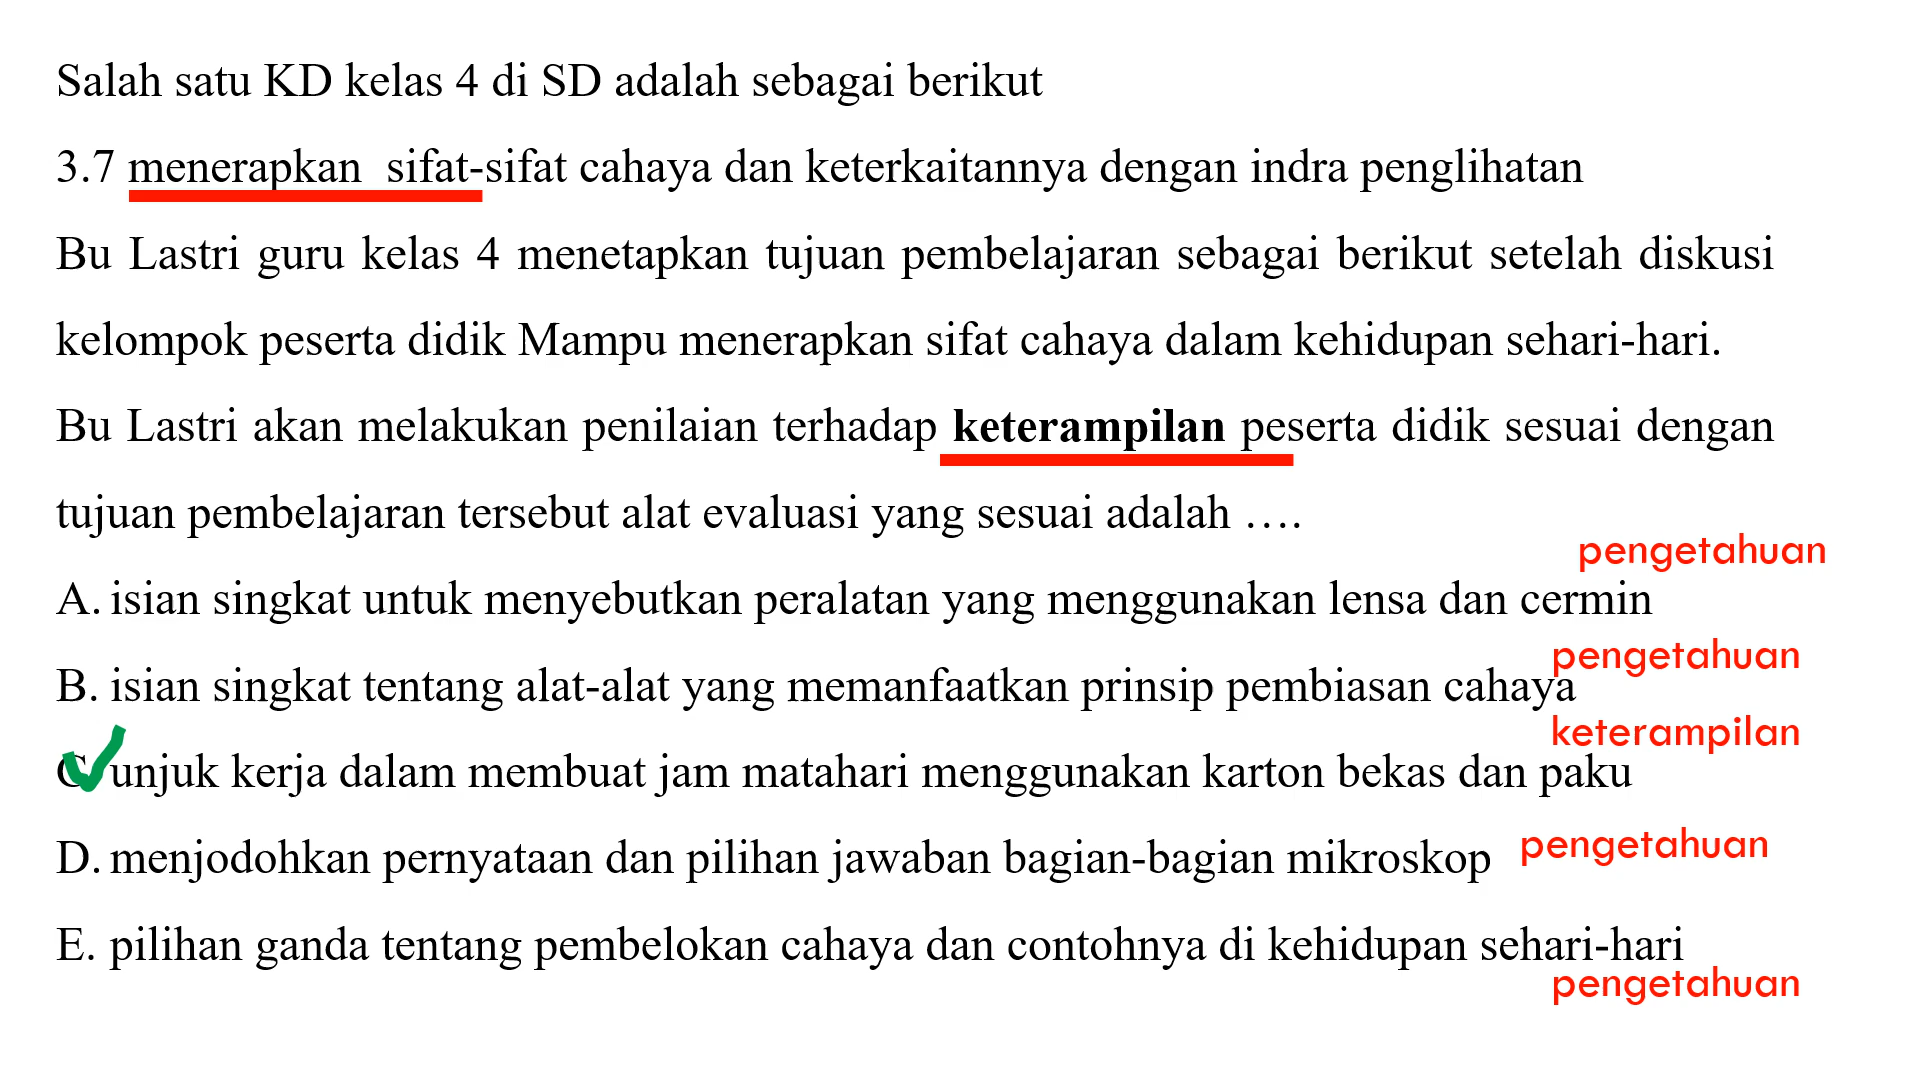 Salah satu KD kelas 4 di SD adalah sebagai berikut
3.7 menerapkan  sifat-sifat cahaya dan keterkaitannya dengan indra penglihatan
Bu Lastri guru kelas 4 menetapkan tujuan pembelajaran sebagai berikut setelah diskusi
kelompok peserta didik Mampu menerapkan sifat cahaya dalam kehidupan sehari-hari.
Bu Lastri akan melakukan penilaian terhadap keterampilan peserta didik sesuai dengan
tujuan pembelajaran tersebut alat evaluasi yang sesuai adalah ….
pengetahuan
A. isian singkat untuk menyebutkan peralatan yang menggunakan lensa dan cermin
pengetahuan
B. isian singkat tentang alat-alat yang memanfaatkan prinsip pembiasan cahaya
keterampilan
C. unjuk kerja dalam membuat jam matahari menggunakan karton bekas dan paku
D. menjodohkan pernyataan dan pilihan jawaban bagian-bagian mikroskop pengetahuan
E. pilihan ganda tentang pembelokan cahaya dan contohnya di kehidupan sehari-hari
pengetahuan